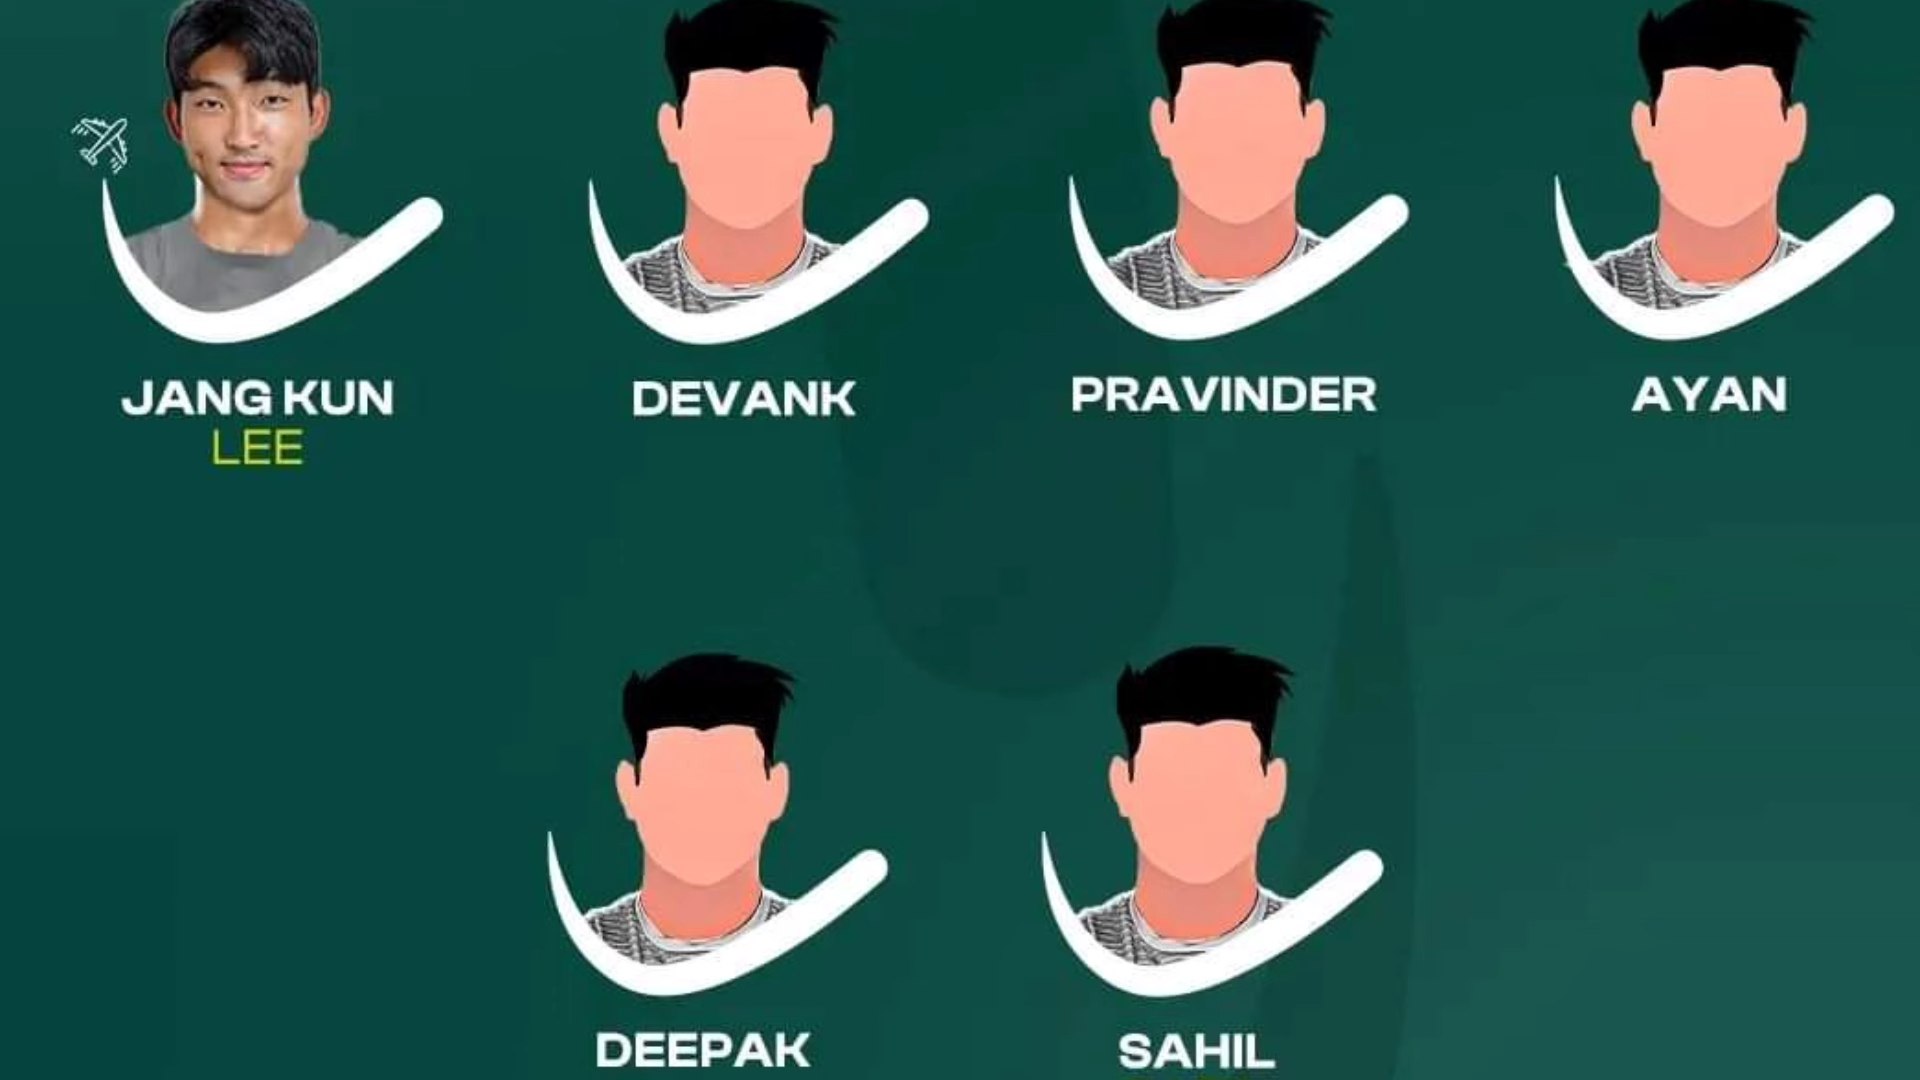 JANG KUN
LEE
DEVANK
PRAVINDER
AYAN
DEEPAK
SAHIL